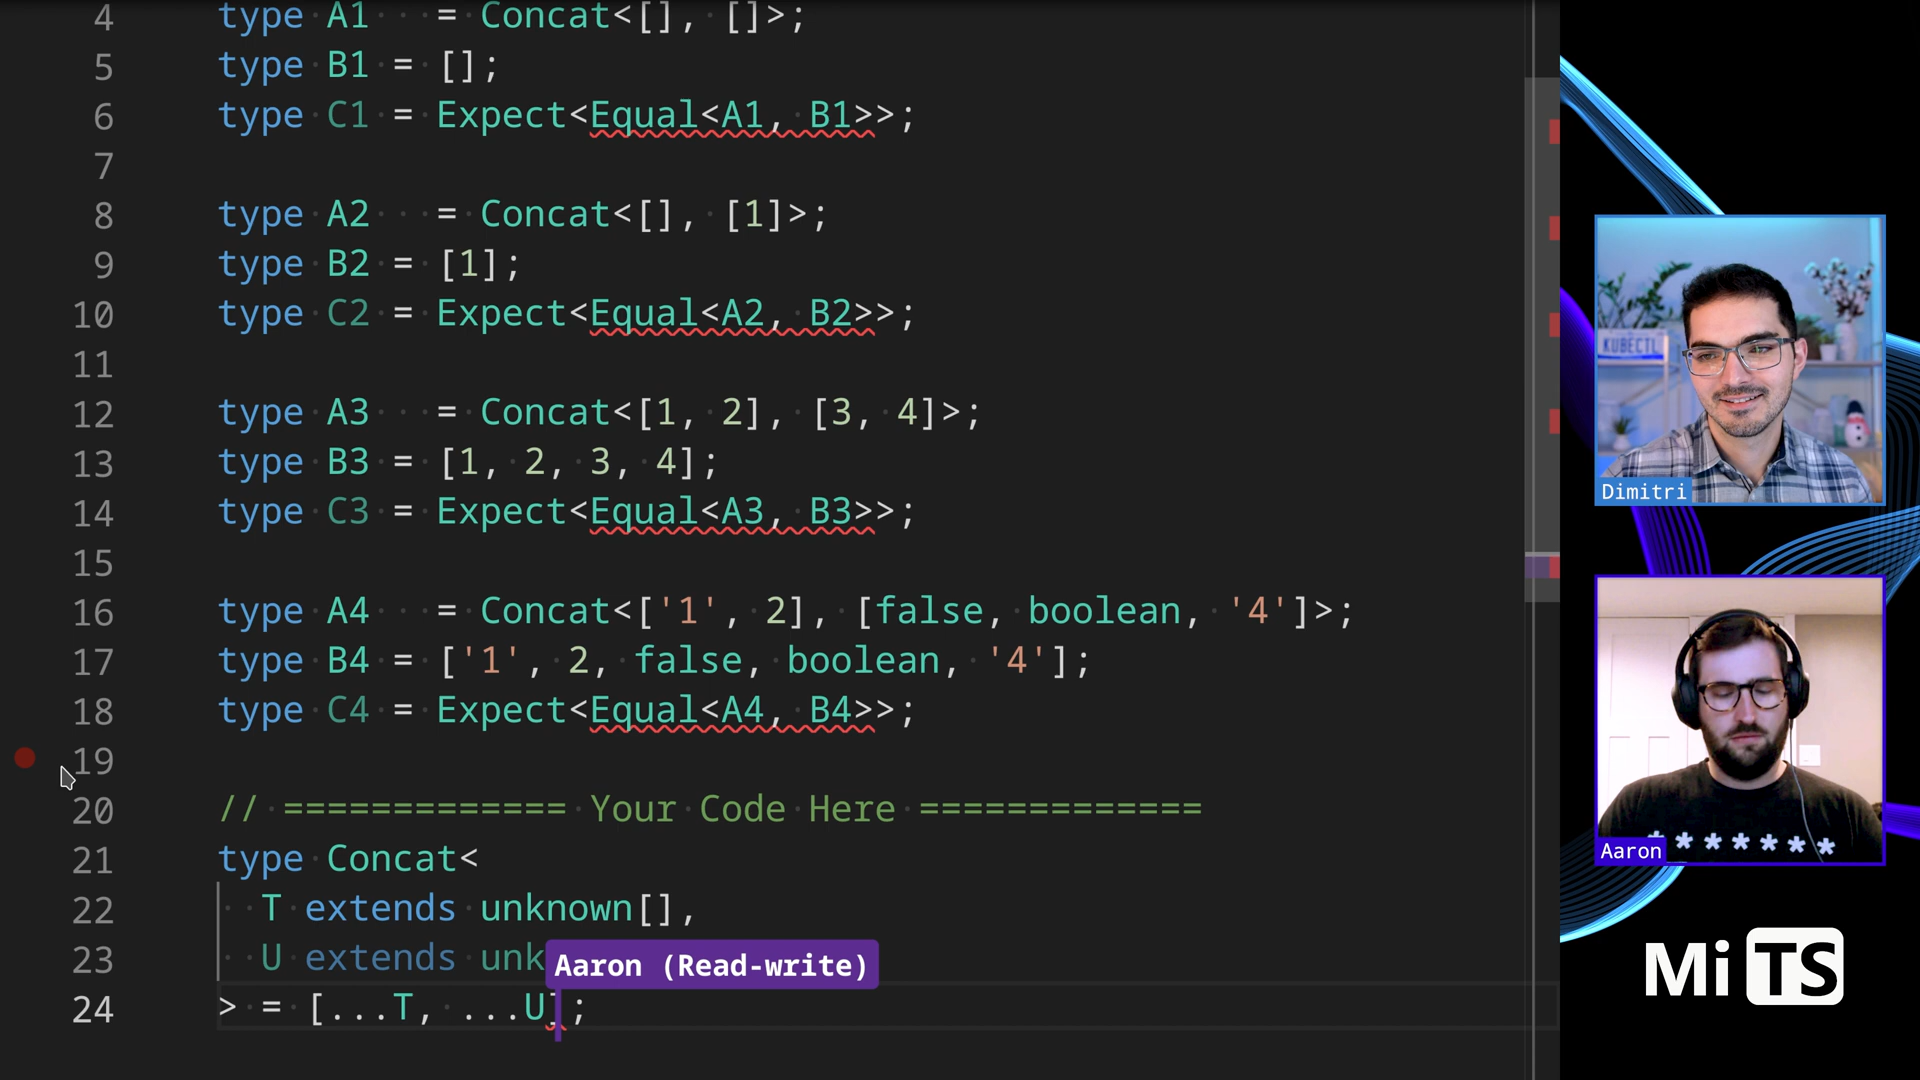 4 type A1   = Concat<[], []>;
5 type B1 = [];
6 type C1 = Expect<Equal<A1, B1>>;
7
8 type A2   = Concat<[], [1]>;
9 type B2 = [1];
10 type C2 = Expect<Equal<A2, B2>>;
11
12 type A3   = Concat<[1, 2], [3, 4]>;
13 type B3 = [1, 2, 3, 4];
14 type C3 = Expect<Equal<A3, B3>>;
15
16 type A4   = Concat<['1', 2], [false, boolean, '4']>;
17 type B4 = ['1', 2, false, boolean, '4'];
18 type C4 = Expect<Equal<A4, B4>>;
19
20 // ============= Your Code Here =============
21 type Concat<
22   T extends unknown[],
23   U extends unk
Aaron (Read-write)
24 > = [...T, ...U];
KUBECTL
Dimitri
* * * * * *
Aaron
MiTS